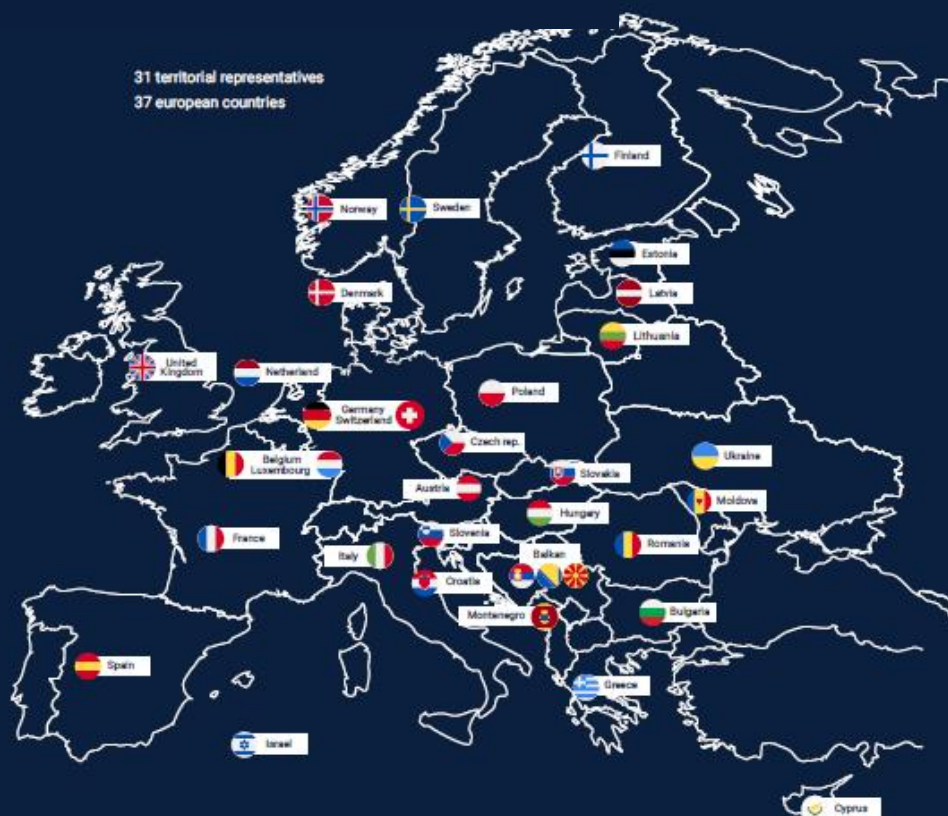 31 territorial representatives
37 european countries
Finland
Norway
Sweden
Estonia
Denmark
Latvia
Lithuania
United
Kingdom
Netherland
Poland
Germany
Switzerland
Czech rep.
Ukraine
Belgium
Luxembourg
Slovakia
Austria
Moldova
Hungary
Slovenia
France
Romania
Italy
Balkan
Croatia
Montenegro
Bulgaria
Spain
Greece
Israel
Cyprus